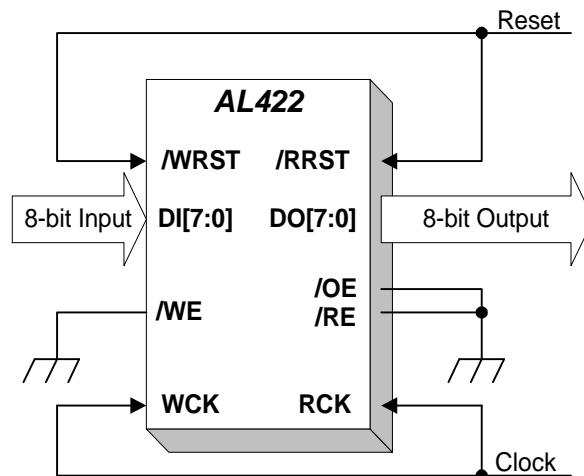 Reset
AL422
/WRST /RRST
8-bit Input DI[7:0] DO[7:0] 8-bit Output
/OE
/WE /RE
WCK RCK
Clock